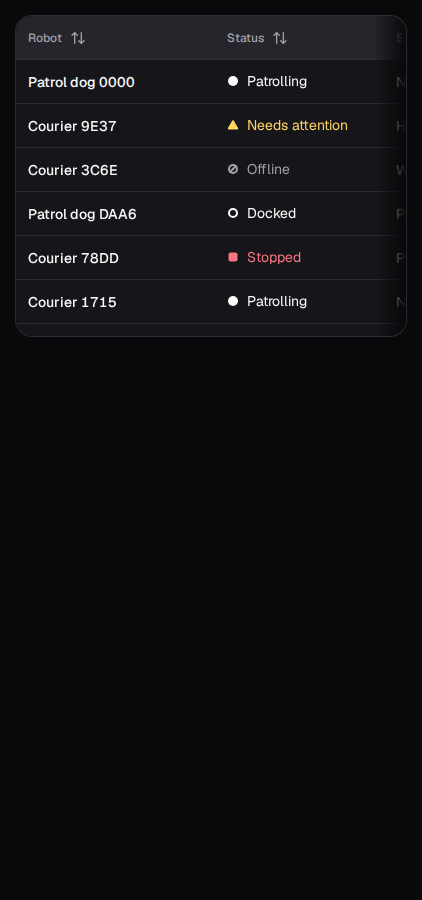 Robot Status
Patrol dog 0000 Patrolling
Courier 9E37 Needs attention
Courier 3C6E Offline
Patrol dog DAA6 Docked
Courier 78DD Stopped
Courier 1715 Patrolling